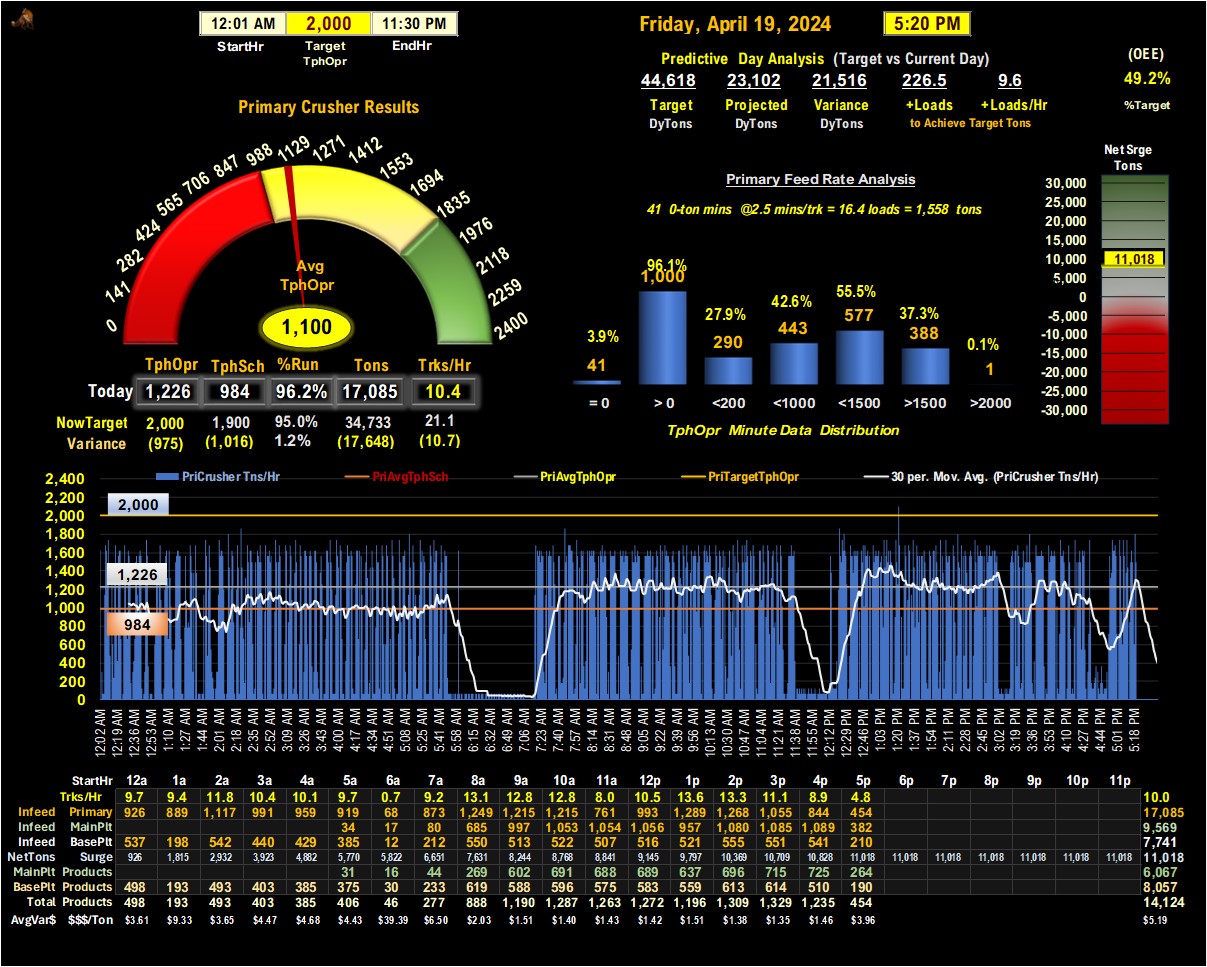 12:01 AM 2,000 11:30 PM
StartHr Target EndHr
TphOpr
Friday, April 19, 2024 5:20 PM
Predictive Day Analysis (Target vs Current Day)
44,618 23,102 21,516 226.5 9.6
Target Projected Variance +Loads +Loads/Hr
DyTons DyTons DyTons to Achieve Target Tons
(OEE)
49.2%
%Target
Primary Crusher Results
0 141 282 424 565 706 847 988 1129 1271 1412 1553 1694 1835 1976 2118 2259 2400
Avg
TphOpr
1,100
TphOpr TphSch %Run Tons Trks/Hr
Today 1,226 984 96.2% 17,085 10.4
NowTarget 2,000 1,900 95.0% 34,733 21.1
Variance (975) (1,016) 1.2% (17,648) (10.7)
Primary Feed Rate Analysis
41 0-ton mins @2.5 mins/trk = 16.4 loads = 1,558 tons
3.9% 96.1% 27.9% 42.6% 55.5% 37.3% 0.1%
41 1,000 290 443 577 388 1
= 0 > 0 <200 <1000 <1500 >1500 >2000
TphOpr Minute Data Distribution
Net Srge
Tons
30,000
25,000
20,000
15,000
10,000
11,018
5,000
0
-5,000
-10,000
-15,000
-20,000
-25,000
-30,000
PriCrusher Tns/Hr PriAvgTphSch PriAvgTphOpr PriTargetTphOpr 30 per. Mov. Avg. (PriCrusher Tns/Hr)
2,400
2,200
2,000
1,800
1,600
1,400
1,200
1,000
800
600
400
200
0
2,000
1,226
984
12:02 AM 12:19 AM 12:36 AM 12:53 AM 1:10 AM 1:27 AM 1:44 AM 2:01 AM 2:18 AM 2:35 AM 2:52 AM 3:09 AM 3:26 AM 3:43 AM 4:00 AM 4:17 AM 4:34 AM 4:51 AM 5:08 AM 5:25 AM 5:41 AM 5:58 AM 6:15 AM 6:32 AM 6:49 AM 7:06 AM 7:23 AM 7:40 AM 7:57 AM 8:14 AM 8:31 AM 8:48 AM 9:05 AM 9:22 AM 9:39 AM 9:56 AM 10:13 AM 10:30 AM 10:47 AM 11:04 AM 11:21 AM 11:38 AM 11:55 AM 12:12 PM 12:29 PM 12:46 PM 1:03 PM 1:20 PM 1:37 PM 1:54 PM 2:11 PM 2:28 PM 2:45 PM 3:02 PM 3:19 PM 3:36 PM 3:53 PM 4:10 PM 4:27 PM 4:44 PM 5:01 PM 5:18 PM
StartHr 12a 1a 2a 3a 4a 5a 6a 7a 8a 9a 10a 11a 12p 1p 2p 3p 4p 5p 6p 7p 8p 9p 10p 11p
Trks/Hr 9.7 9.4 11.8 10.4 10.1 9.7 0.7 9.2 13.1 12.8 12.8 8.0 10.5 13.6 13.3 11.1 8.9 4.8 10.0
Infeed Primary 926 889 1,117 991 959 919 68 873 1,249 1,215 1,215 761 993 1,289 1,268 1,055 844 454 17,085
Infeed MainPlt 34 17 80 685 997 1,053 1,054 1,056 957 1,080 1,085 1,089 382 9,569
Infeed BasePlt 537 198 542 440 429 385 12 212 550 513 522 507 516 521 555 551 541 210 7,741
NetTons Surge 926 1,815 2,932 3,923 4,882 5,770 5,822 6,651 7,631 8,244 8,768 8,841 9,145 9,797 10,369 10,709 10,828 11,018 11,018 11,018 11,018 11,018 11,018 11,018 11,018
MainPlt Products 31 16 44 269 602 691 688 689 637 696 715 725 264 6,067
BasePlt Products 498 193 493 403 385 375 30 233 619 588 596 575 583 559 613 614 510 190 8,057
Total Products 498 193 493 403 385 406 46 277 888 1,190 1,287 1,263 1,272 1,196 1,309 1,329 1,235 454 14,124
AvgVar$ $$$/Ton $3.61 $9.33 $3.65 $4.47 $4.68 $4.43 $39.39 $6.50 $2.03 $1.51 $1.40 $1.43 $1.42 $1.51 $1.38 $1.35 $1.46 $3.96 $5.19